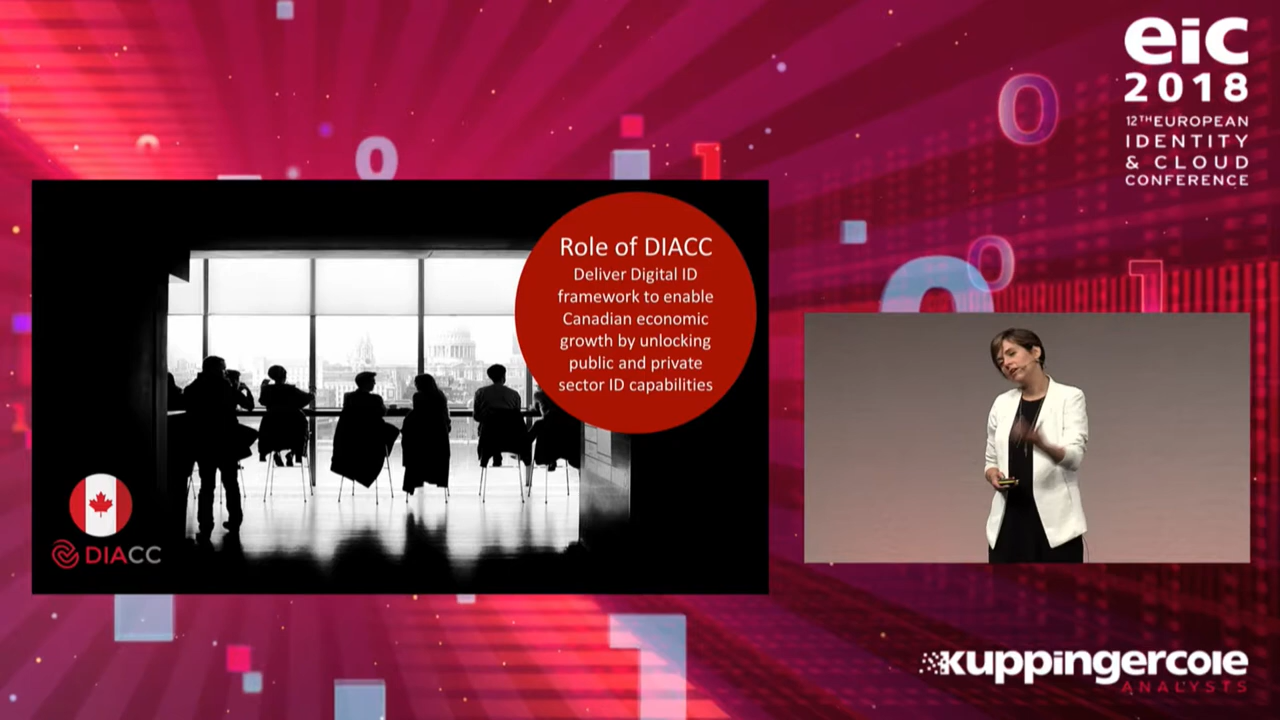 eic
2018
12TH EUROPEAN
IDENTITY
& CLOUD
CONFERENCE
Role of DIACC
Deliver Digital ID
framework to enable
Canadian economic
growth by unlocking
public and private
sector ID capabilities
DIACC
kuppingercole
ANALYSTS